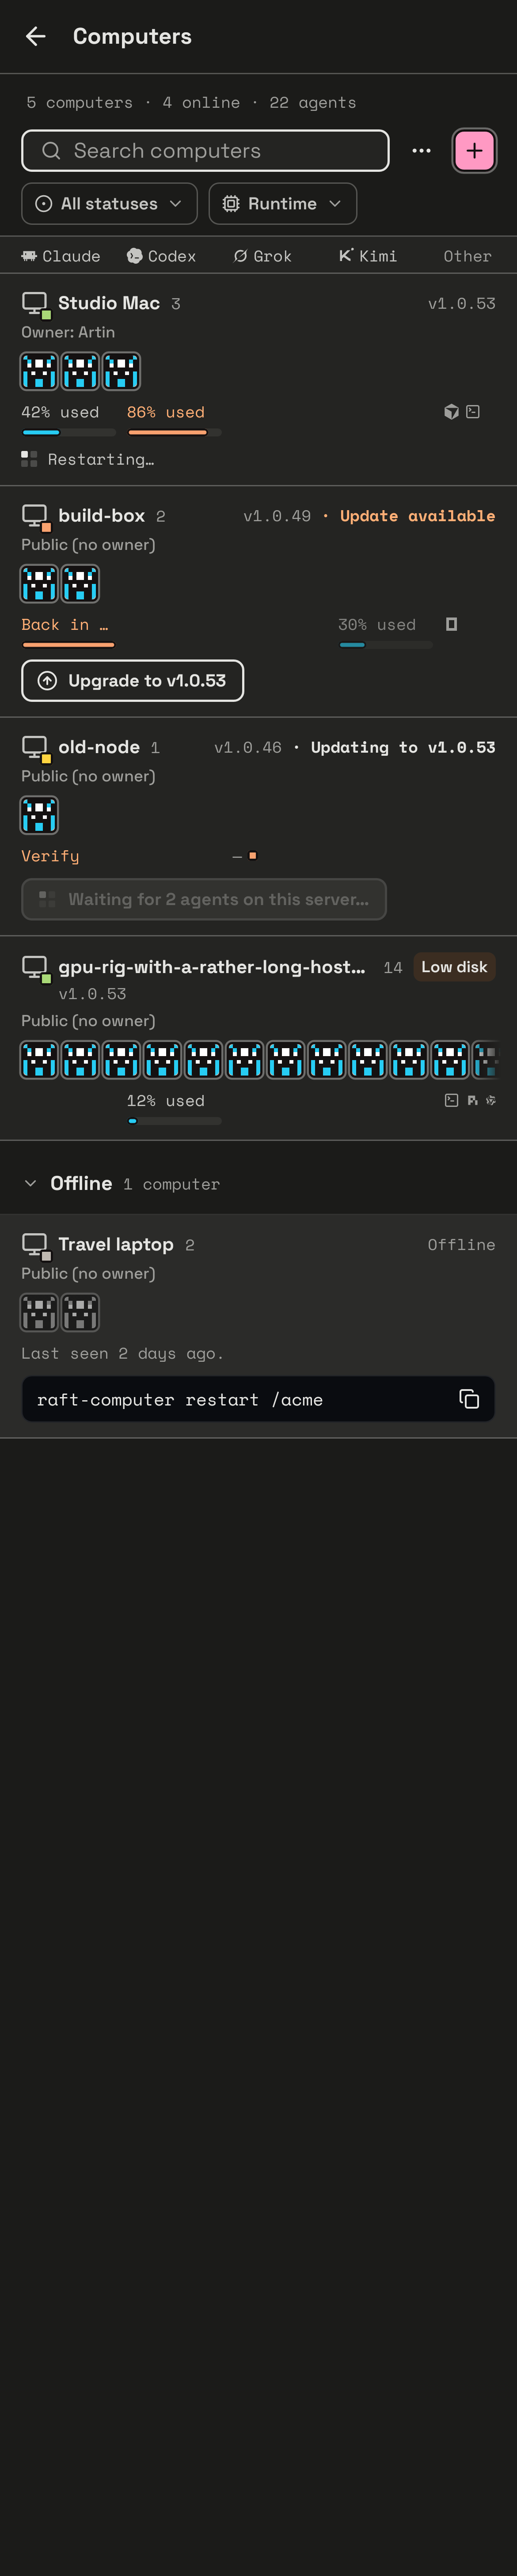 Computers
5 computers · 4 online · 22 agents
Search computers
All statuses
Runtime
Claude Codex Grok Kimi Other
Studio Mac 3 v1.0.53
Owner: Artin
42% used 86% used
Restarting…
build-box 2 v1.0.49 · Update available
Public (no owner)
Back in … 30% used
Upgrade to v1.0.53
old-node 1 v1.0.46 · Updating to v1.0.53
Public (no owner)
Verify —
Waiting for 2 agents on this server…
gpu-rig-with-a-rather-long-host… 14 Low disk
v1.0.53
Public (no owner)
12% used
Offline 1 computer
Travel laptop 2 Offline
Public (no owner)
Last seen 2 days ago.
raft-computer restart /acme